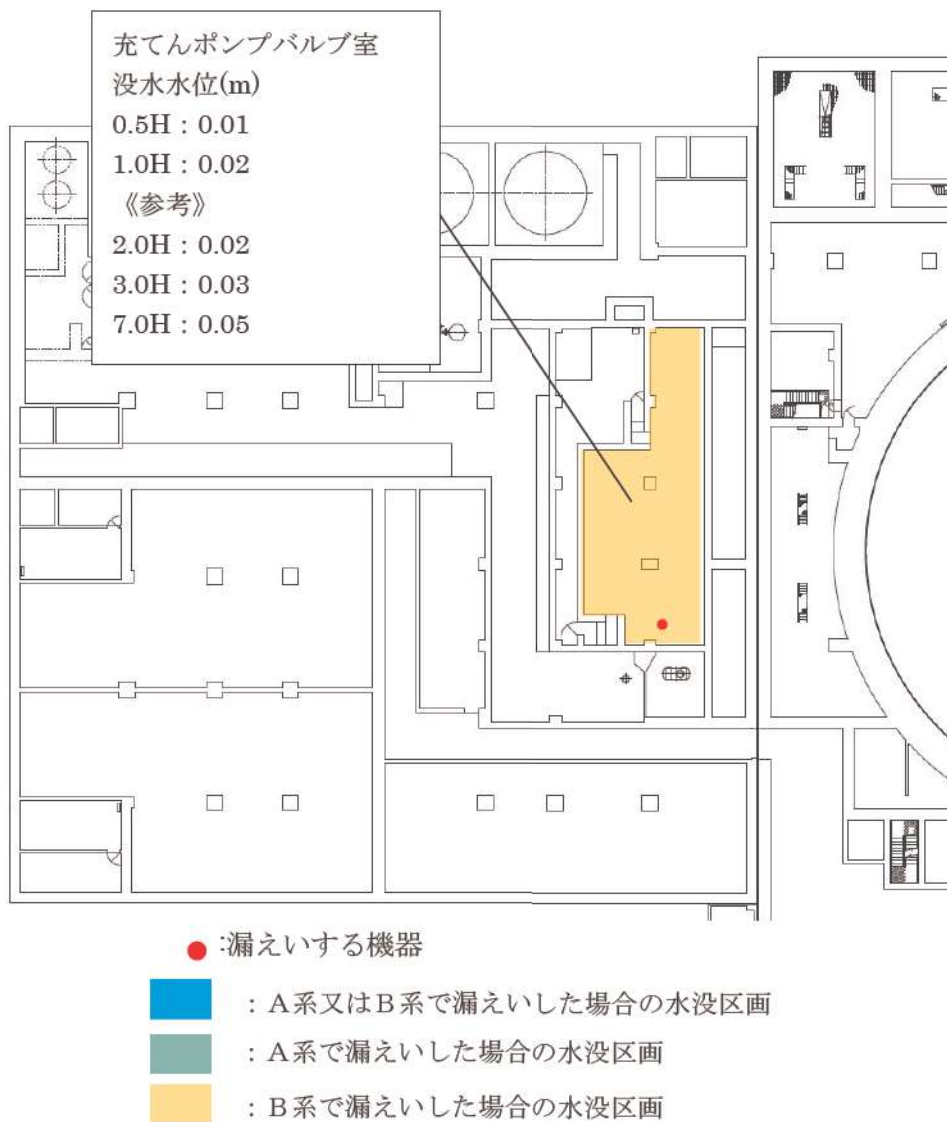 充てんポンプバルブ室
没水水位(m)
0.5H：0.01
1.0H：0.02
《参考》
2.0H：0.02
3.0H：0.03
7.0H：0.05
:漏えいする機器
：A系又はB系で漏えいした場合の水没区画
：A系で漏えいした場合の水没区画
：B系で漏えいした場合の水没区画